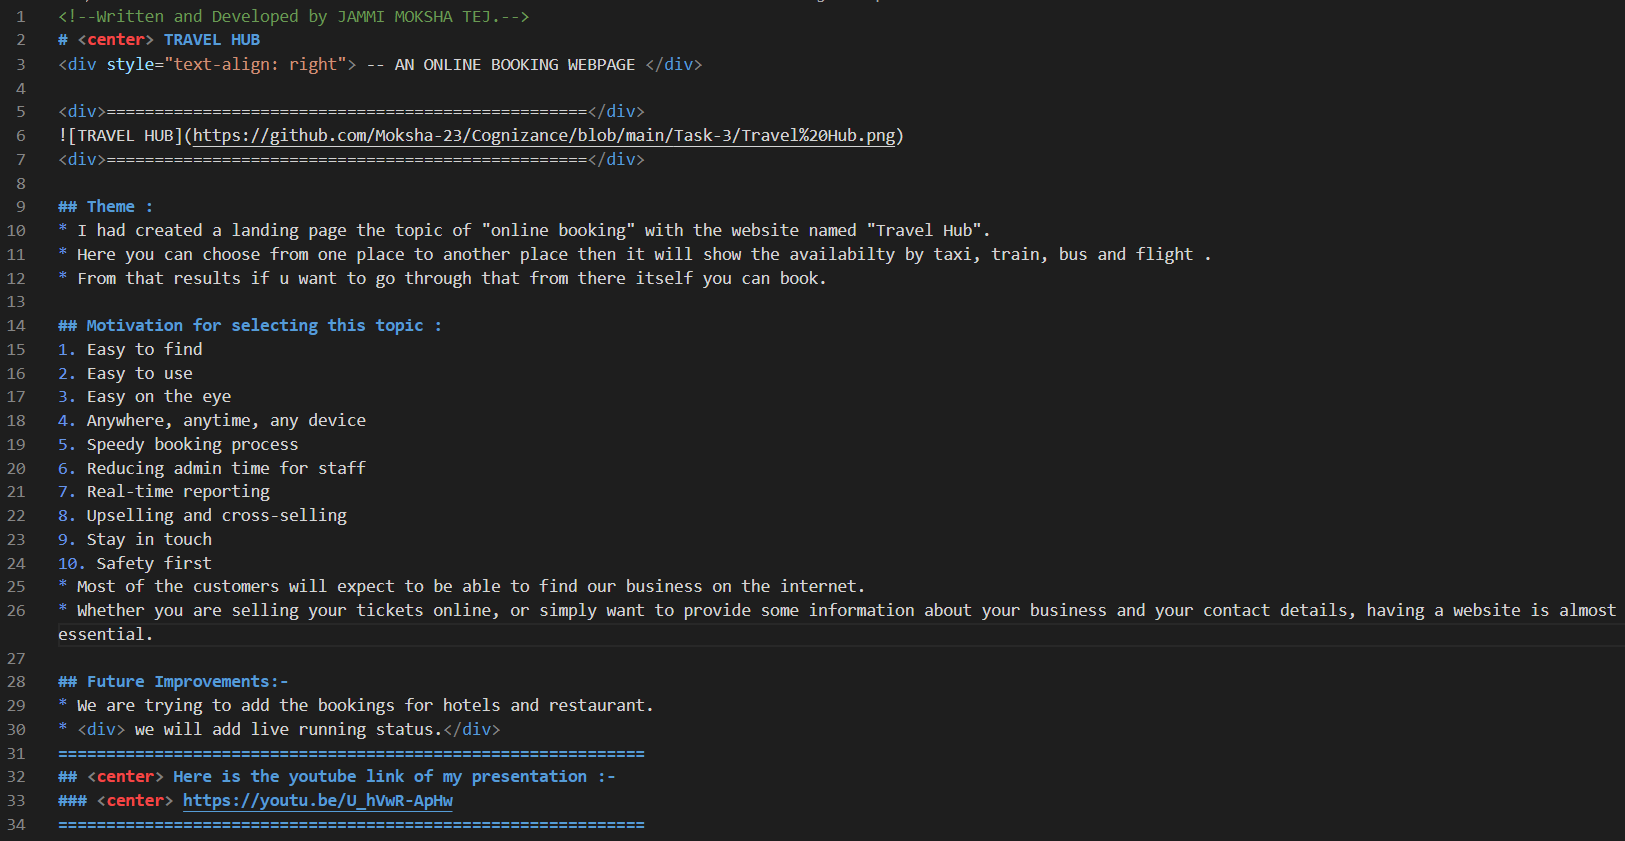 1 <!--Written and Developed by JAMMI MOKSHA TEJ.-->
2 # <center> TRAVEL HUB
3 <div style="text-align: right"> -- AN ONLINE BOOKING WEBPAGE </div>
4
5 <div>==================================================</div>
6 ![TRAVEL HUB](https://github.com/Moksha-23/Cognizance/blob/main/Task-3/Travel%20Hub.png)
7 <div>==================================================</div>
8
9 ## Theme :
10 * I had created a landing page the topic of "online booking" with the website named "Travel Hub".
11 * Here you can choose from one place to another place then it will show the availabilty by taxi, train, bus and flight .
12 * From that results if u want to go through that from there itself you can book.
13
14 ## Motivation for selecting this topic :
15 1. Easy to find
16 2. Easy to use
17 3. Easy on the eye
18 4. Anywhere, anytime, any device
19 5. Speedy booking process
20 6. Reducing admin time for staff
21 7. Real-time reporting
22 8. Upselling and cross-selling
23 9. Stay in touch
24 10. Safety first
25 * Most of the customers will expect to be able to find our business on the internet.
26 * Whether you are selling your tickets online, or simply want to provide some information about your business and your contact details, having a website is almost
essential.
27
28 ## Future Improvements:-
29 * We are trying to add the bookings for hotels and restaurant.
30 * <div> we will add live running status.</div>
31 =============================================================
32 ## <center> Here is the youtube link of my presentation :-
33 ### <center> https://youtu.be/U_hVwR-ApHw
34 =============================================================